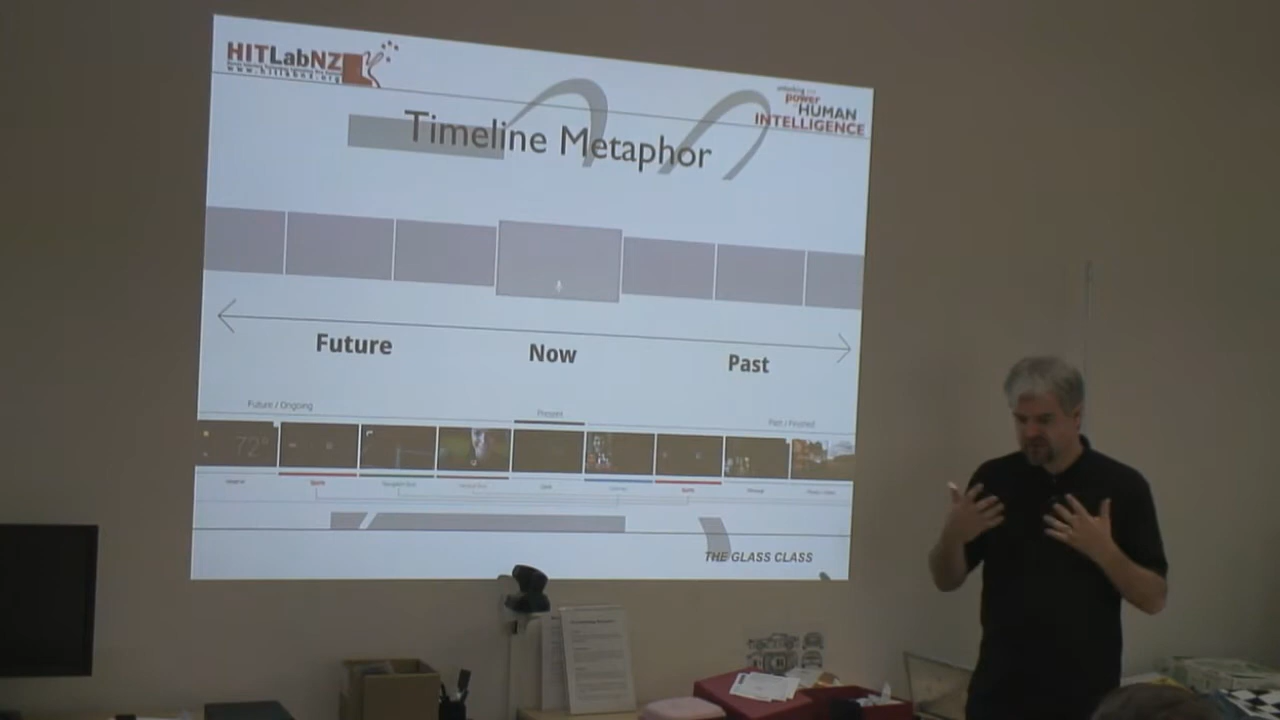 HITLabNZ
www.hitlabnz.org
power
HUMAN
INTELLIGENCE
Timeline Metaphor
Future
Now
Past
Future / Ongoing
Present
Past / Finished
72°
THE GLASS CLASS